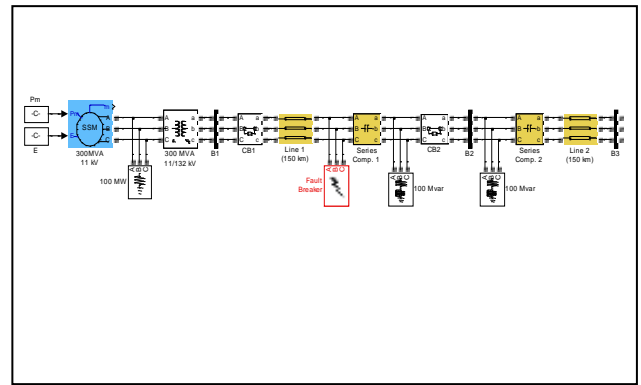 Pm
-C-
-C-
E
Pm
E
m
SSM
A
B
C
300MVA
11 kV
A B C
100 MW
A a
B b
C c
300 MVA
11/132 kV
B1
A a
B b
C c
CB1
Line 1
(150 km)
A B C
Fault
Breaker
A a
B b
C c
Series
Comp. 1
A B C
100 Mvar
A a
B b
C c
CB2
B2
A B C
100 Mvar
A a
B b
C c
Series
Comp. 2
Line 2
(150 km)
B3